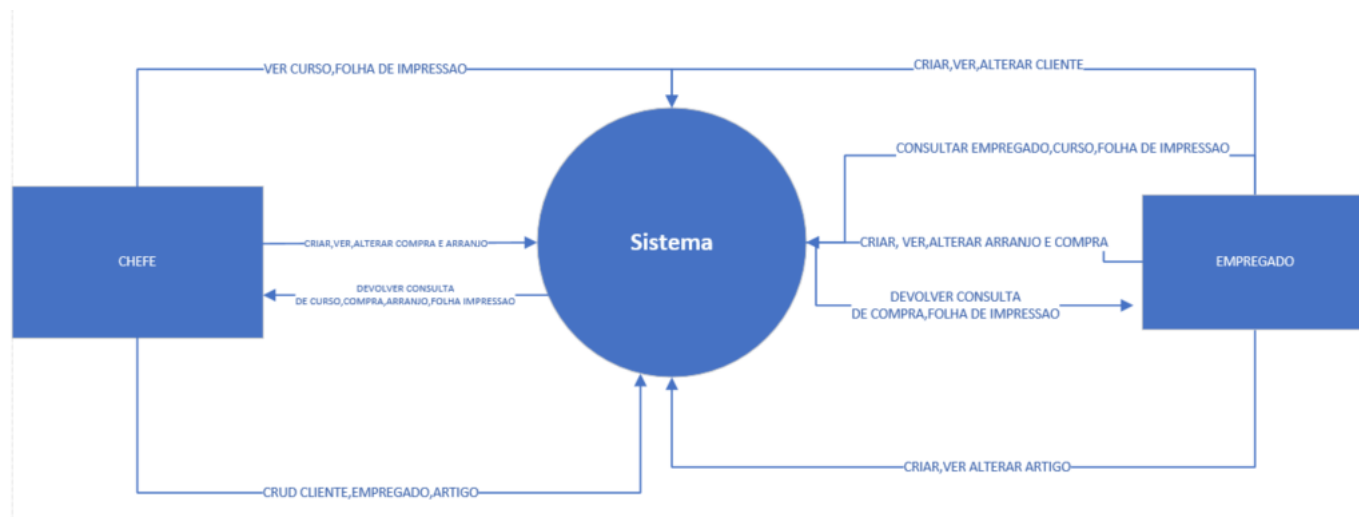 VER CURSO,FOLHA DE IMPRESSAO
CRIAR,VER,ALTERAR CLIENTE
CONSULTAR EMPREGADO,CURSO,FOLHA DE IMPRESSAO
CHEFE
CRIAR,VER,ALTERAR COMPRA E ARRANJO
Sistema
CRIAR, VER,ALTERAR ARRANJO E COMPRA
EMPREGADO
DEVOLVER CONSULTA
DE CURSO,COMPRA,ARRANJO,FOLHA IMPRESSAO
DEVOLVER CONSULTA
DE COMPRA,FOLHA DE IMPRESSAO
CRIAR,VER ALTERAR ARTIGO
CRUD CLIENTE,EMPREGADO,ARTIGO